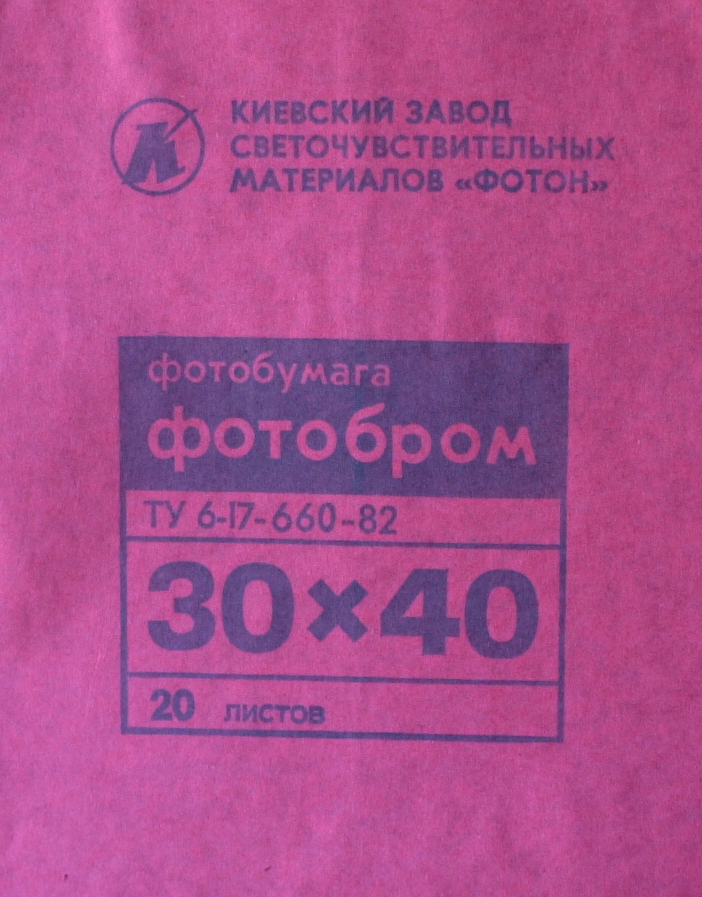 КИЕВСКИЙ ЗАВОД
СВЕТОЧУВСТВИТЕЛЬНЫХ
МАТЕРИАЛОВ «ФОТОН»
фотобумага
фотобром
ТУ 6-17-660-82
30×40
20 листов